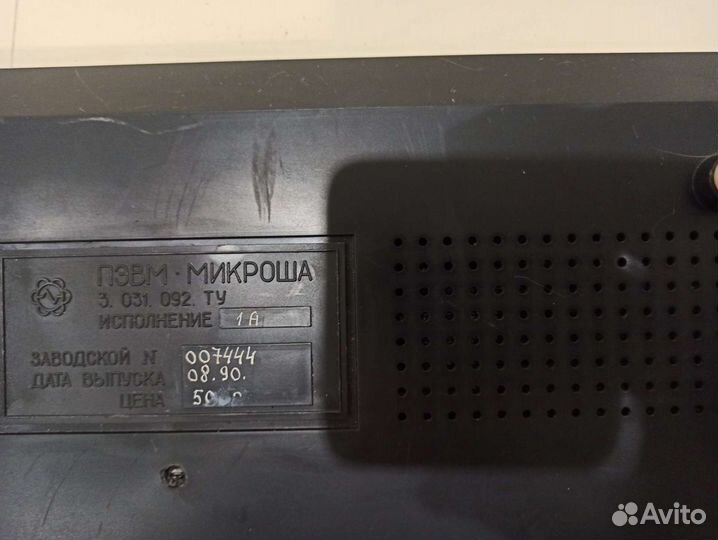 ПЭВМ · МИКРОША
3. 031. 092. ТУ
ИСПОЛНЕНИЕ 1А
ЗАВОДСКОЙ N 007444
ДАТА ВЫПУСКА 08.90.
ЦЕНА
Avito